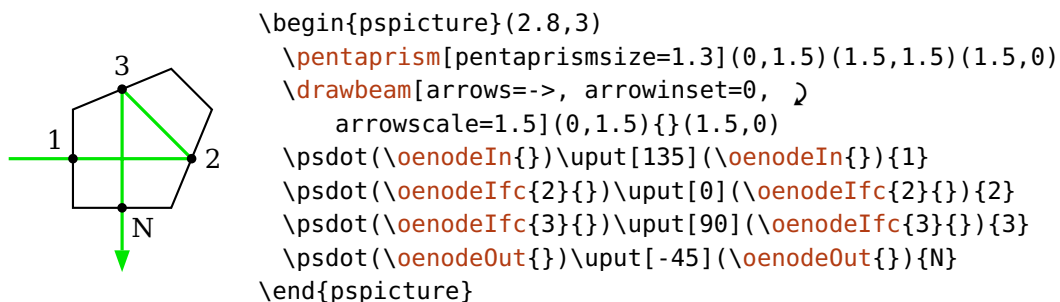 3
1
2
N
\begin{pspicture}(2.8,3)
\pentaprism[pentaprismsize=1.3](0,1.5)(1.5,1.5)(1.5,0)
\drawbeam[arrows=->, arrowinset=0,
arrowscale=1.5](0,1.5){}(1.5,0)
\psdot(\oenodeIn{})\uput[135](\oenodeIn{}){1}
\psdot(\oenodeIfc{2}{})\uput[0](\oenodeIfc{2}{}){2}
\psdot(\oenodeIfc{3}{})\uput[90](\oenodeIfc{3}{}){3}
\psdot(\oenodeOut{})\uput[-45](\oenodeOut{}){N}
\end{pspicture}